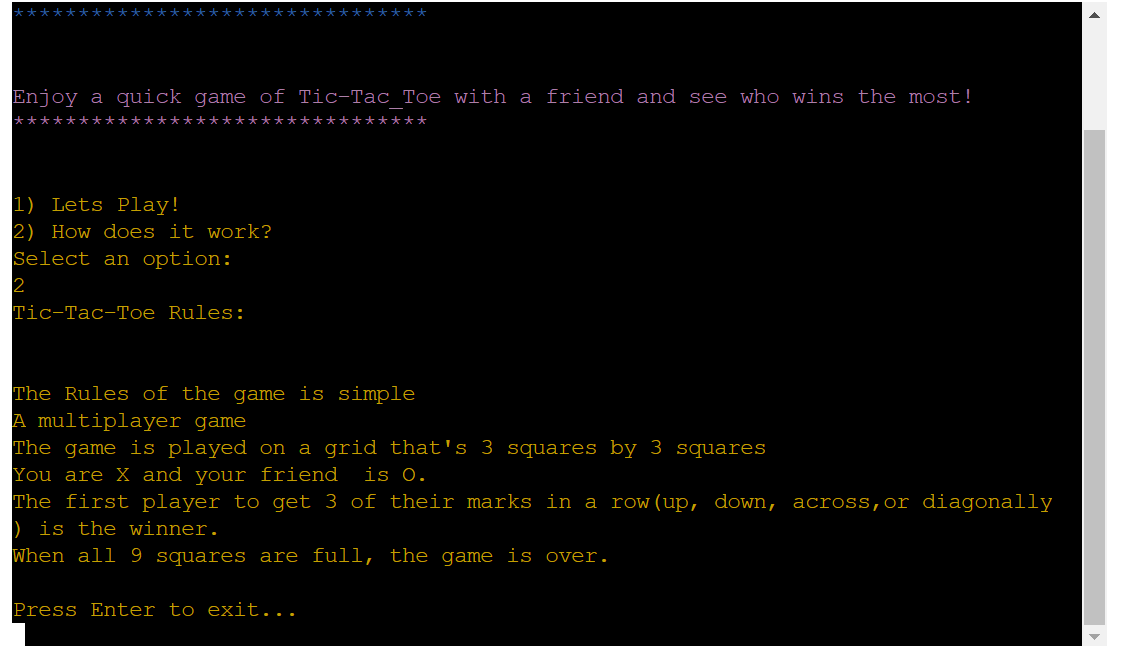 ********************************
Enjoy a quick game of Tic-Tac_Toe with a friend and see who wins the most!
********************************
1) Lets Play!
2) How does it work?
Select an option:
2
Tic-Tac-Toe Rules:
The Rules of the game is simple
A multiplayer game
The game is played on a grid that's 3 squares by 3 squares
You are X and your friend  is O.
The first player to get 3 of their marks in a row(up, down, across,or diagonally
) is the winner.
When all 9 squares are full, the game is over.
Press Enter to exit...